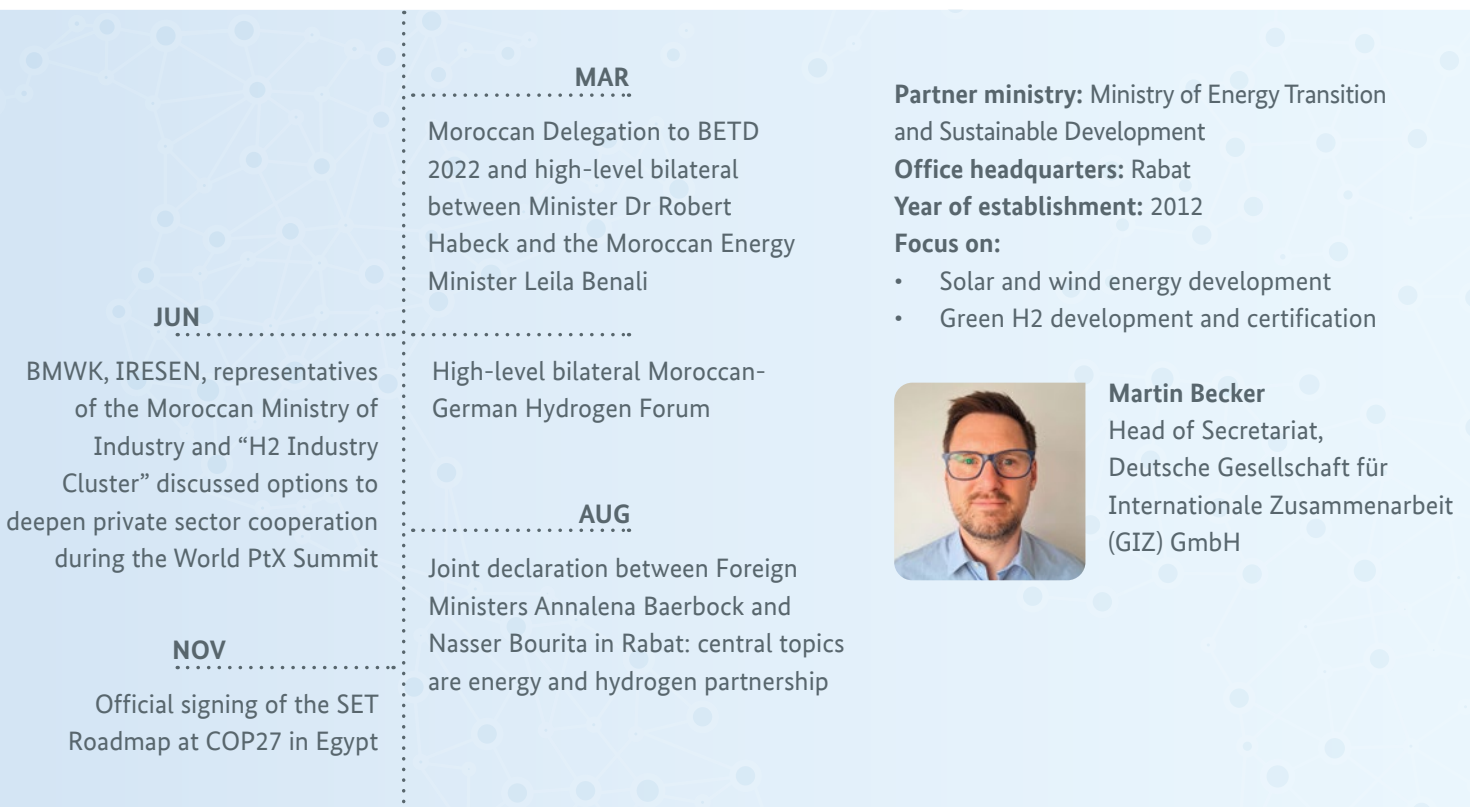 MAR
Moroccan Delegation to BETD
2022 and high-level bilateral
between Minister Dr Robert
Habeck and the Moroccan Energy
Minister Leila Benali
JUN
BMWK, IRESEN, representatives
of the Moroccan Ministry of
Industry and “H2 Industry
Cluster” discussed options to
deepen private sector cooperation
during the World PtX Summit
High-level bilateral Moroccan-
German Hydrogen Forum
AUG
Joint declaration between Foreign
Ministers Annalena Baerbock and
Nasser Bourita in Rabat: central topics
are energy and hydrogen partnership
NOV
Official signing of the SET
Roadmap at COP27 in Egypt
Partner ministry: Ministry of Energy Transition
and Sustainable Development
Office headquarters: Rabat
Year of establishment: 2012
Focus on:
• Solar and wind energy development
• Green H2 development and certification
Martin Becker
Head of Secretariat,
Deutsche Gesellschaft für
Internationale Zusammenarbeit
(GIZ) GmbH